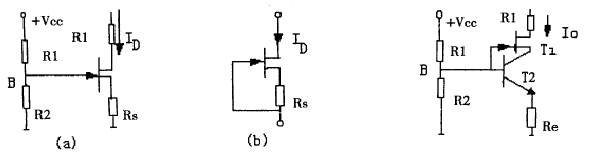 +Vcc
R1
I_D
R1
B
R2
Rs
(a)
I_D
Rs
(b)
+Vcc
R1
Io
R1
T1
B
T2
R2
Re